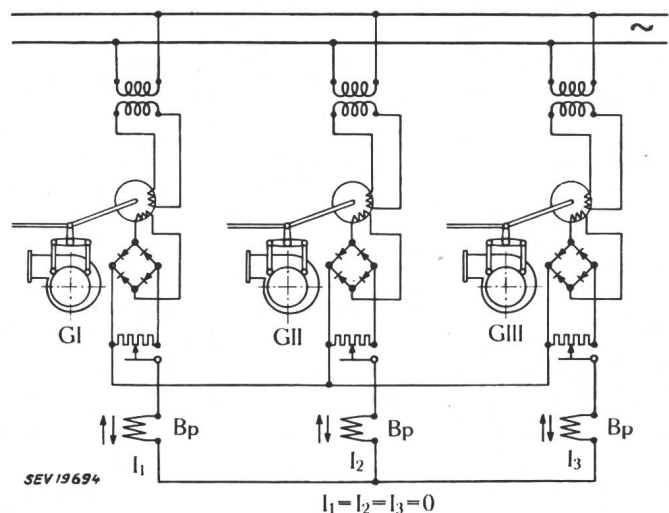 ~
GI
GII
GIII
Bp
Bp
Bp
I₁
I₂
I₃
SEV 19694
I₁=I₂=I₃=0